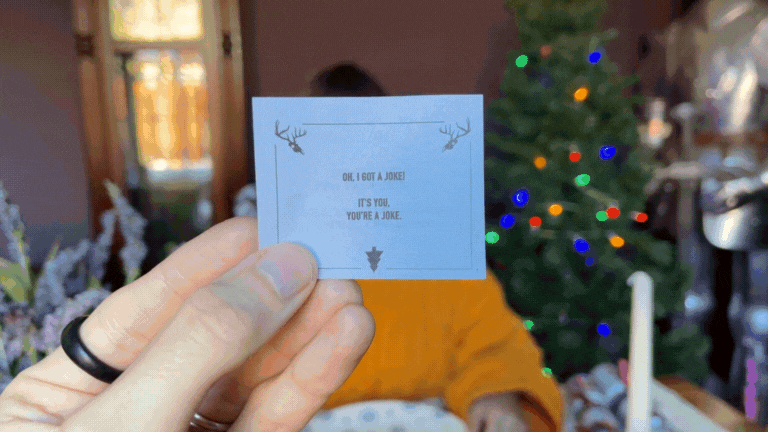 OH, I GOT A JOKE!
IT'S YOU,
YOU'RE A JOKE.